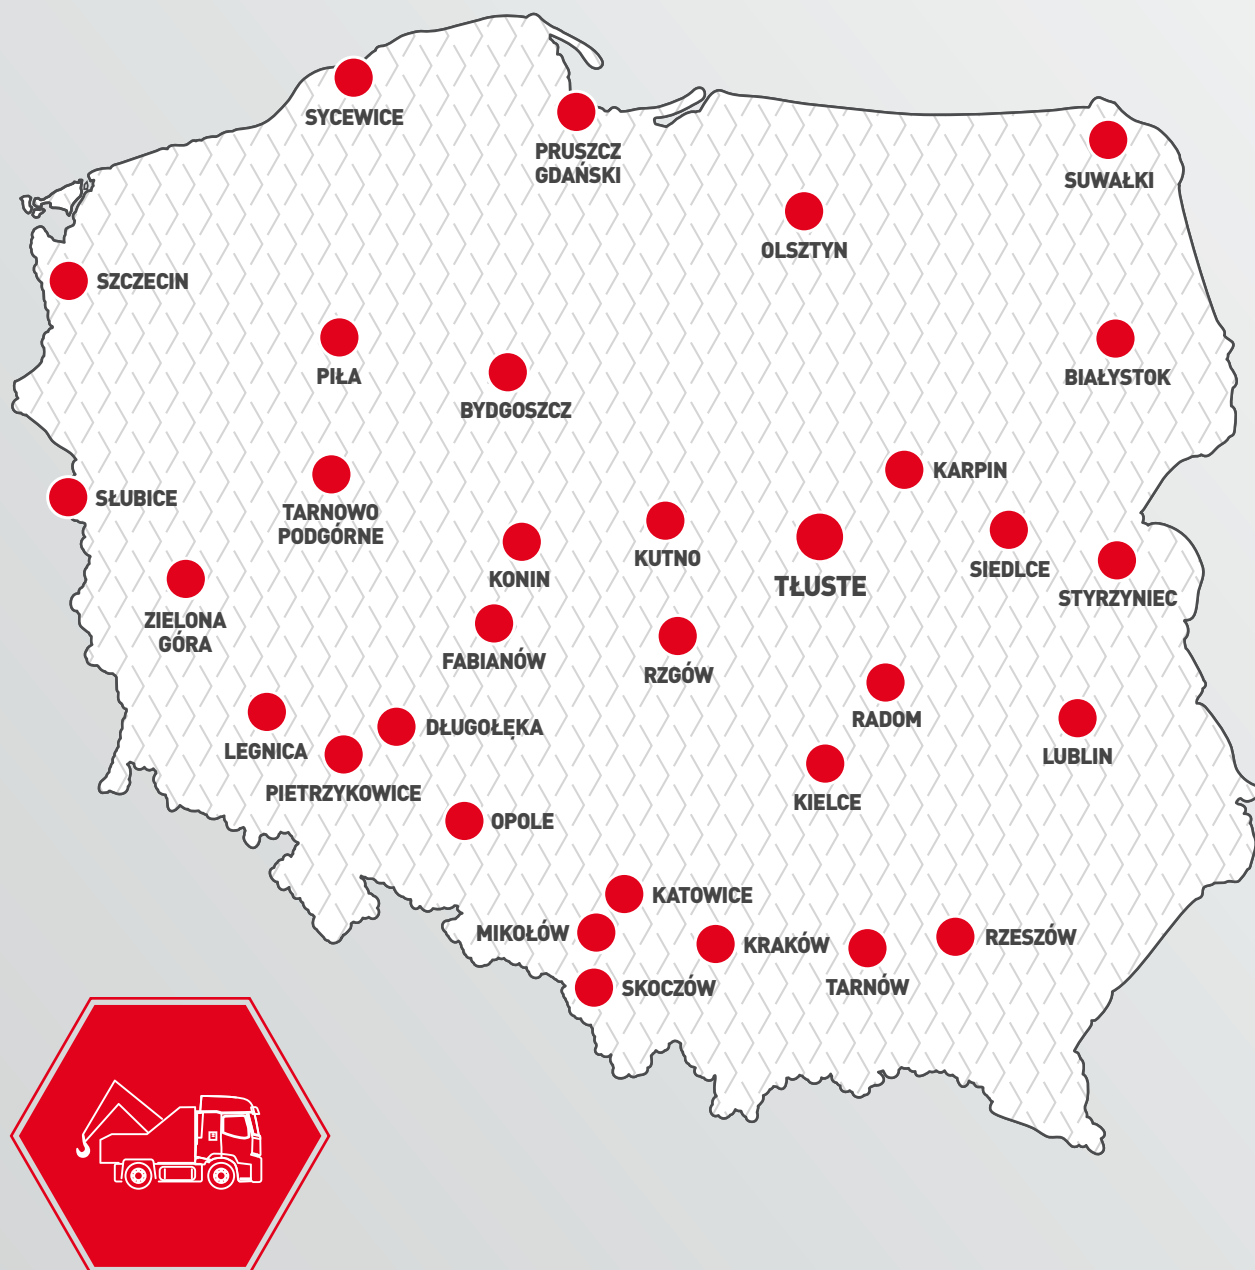 SYCEWICE
PRUSZCZ
GDAŃSKI
SUWAŁKI
OLSZTYN
SZCZECIN
PIŁA
BIAŁYSTOK
BYDGOSZCZ
KARPIN
SŁUBICE
TARNOWO
PODGÓRNE
KUTNO
KONIN
TŁUSTE
SIEDLCE
STYRZYNIEC
ZIELONA
GÓRA
FABIANÓW
RZGÓW
RADOM
DŁUGOŁĘKA
LEGNICA
LUBLIN
PIETRZYKOWICE
KIELCE
OPOLE
KATOWICE
MIKOŁÓW
KRAKÓW
RZESZÓW
SKOCZÓW
TARNÓW